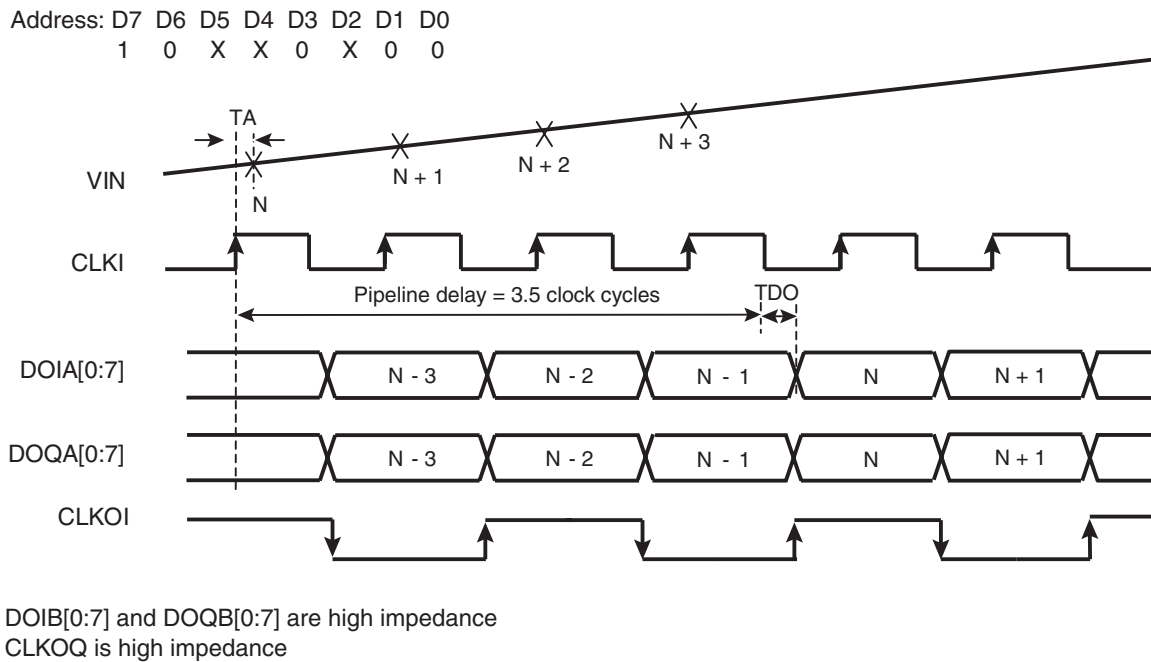 Address: D7 D6 D5 D4 D3 D2 D1 D0
1 0 X X 0 X 0 0
TA
VIN
N
N + 1
N + 2
N + 3
CLKI
Pipeline delay = 3.5 clock cycles
TDO
DOIA[0:7]
N - 3
N - 2
N - 1
N
N + 1
DOQA[0:7]
N - 3
N - 2
N - 1
N
N + 1
CLKOI
DOIB[0:7] and DOQB[0:7] are high impedance
CLKOQ is high impedance